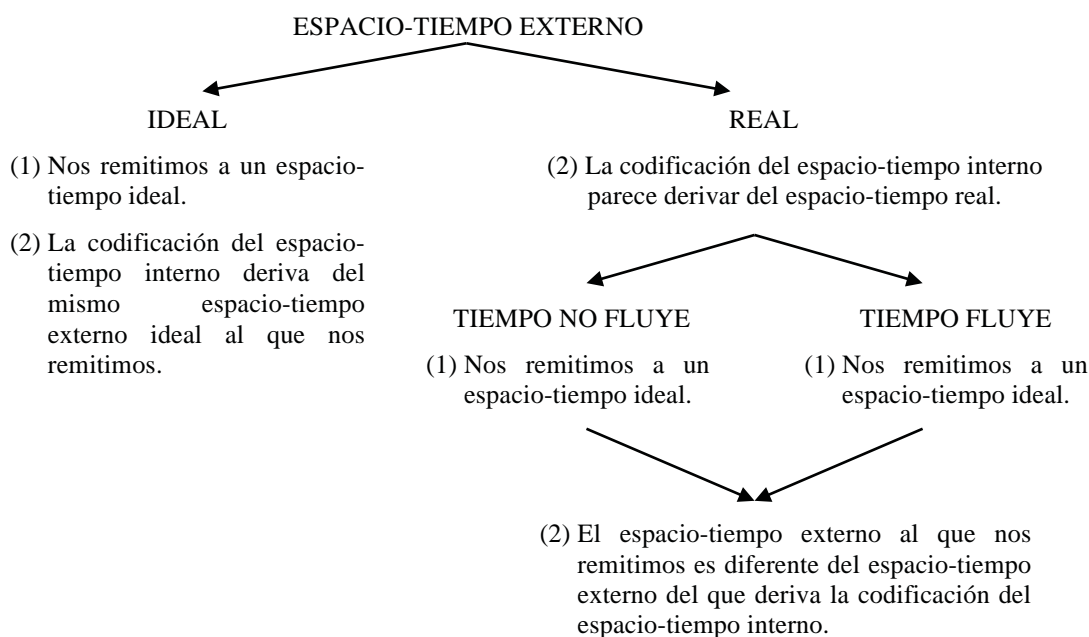 ESPACIO-TIEMPO EXTERNO
IDEAL
(1) Nos remitimos a un espacio-
tiempo ideal.
(2) La codificación del espacio-
tiempo interno deriva del
mismo espacio-tiempo
externo ideal al que nos
remitimos.
REAL
(2) La codificación del espacio-tiempo interno
parece derivar del espacio-tiempo real.
TIEMPO NO FLUYE
(1) Nos remitimos a un
espacio-tiempo ideal.
TIEMPO FLUYE
(1) Nos remitimos a un
espacio-tiempo ideal.
(2) El espacio-tiempo externo al que nos
remitimos es diferente del espacio-tiempo
externo del que deriva la codificación del
espacio-tiempo interno.